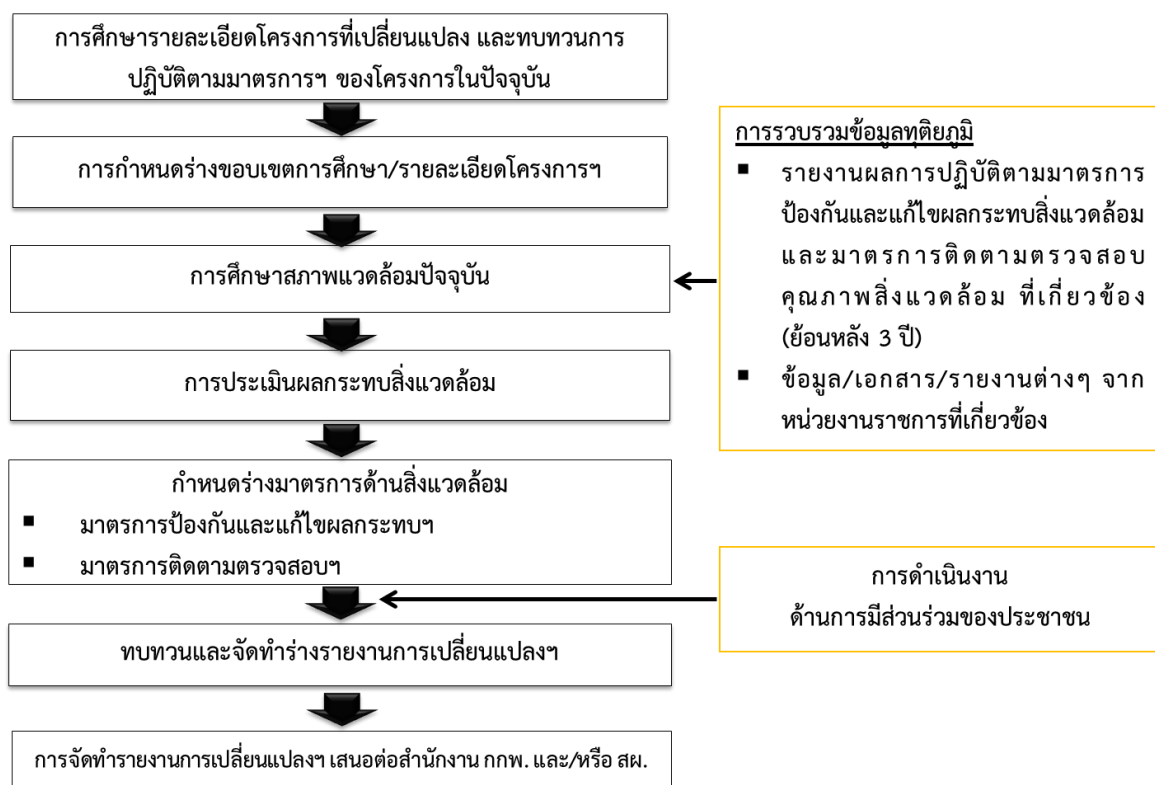 การศึกษารายละเอียดโครงการที่เปลี่ยนแปลง และทบทวนการ
ปฏิบัติตามมาตรการฯ ของโครงการในปัจจุบัน
การกำหนดร่างขอบเขตการศึกษา/รายละเอียดโครงการฯ
การศึกษาสภาพแวดล้อมปัจจุบัน
การประเมินผลกระทบสิ่งแวดล้อม
กำหนดร่างมาตรการด้านสิ่งแวดล้อม
▪ มาตรการป้องกันและแก้ไขผลกระทบฯ
▪ มาตรการติดตามตรวจสอบฯ
ทบทวนและจัดทำร่างรายงานการเปลี่ยนแปลงฯ
การจัดทำรายงานการเปลี่ยนแปลงฯ เสนอต่อสำนักงาน กกพ. และ/หรือ สผ.
การรวบรวมข้อมูลทุติยภูมิ
▪ รายงานผลการปฏิบัติตามมาตรการ
ป้องกันและแก้ไขผลกระทบสิ่งแวดล้อม
และมาตรการติดตามตรวจสอบ
คุณภาพสิ่งแวดล้อม ที่เกี่ยวข้อง
(ย้อนหลัง 3 ปี)
▪ ข้อมูล/เอกสาร/รายงานต่างๆ จาก
หน่วยงานราชการที่เกี่ยวข้อง
การดำเนินงาน
ด้านการมีส่วนร่วมของประชาชน